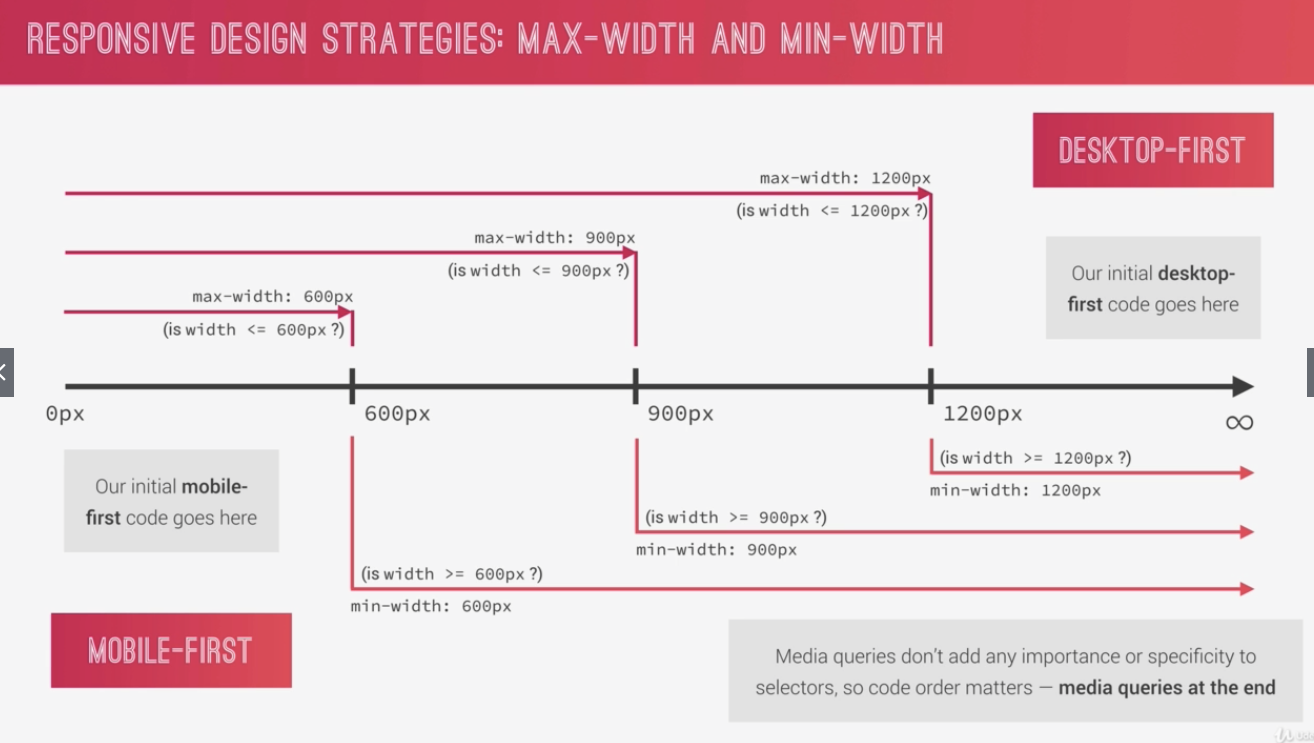 RESPONSIVE DESIGN STRATEGIES: MAX-WIDTH AND MIN-WIDTH
DESKTOP-FIRST
max-width: 1200px
(is width <= 1200px ?)
max-width: 900px
(is width <= 900px ?)
Our initial desktop-
first code goes here
max-width: 600px
(is width <= 600px ?)
0px
600px
900px
1200px
∞
(is width >= 1200px ?)
min-width: 1200px
Our initial mobile-
first code goes here
(is width >= 900px ?)
min-width: 900px
(is width >= 600px ?)
min-width: 600px
MOBILE-FIRST
Media queries don't add any importance or specificity to
selectors, so code order matters — media queries at the end